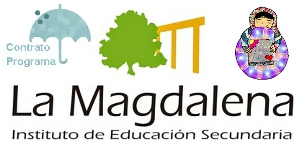 Contrato
Programa
La Magdalena
Instituto de Educación Secundaria